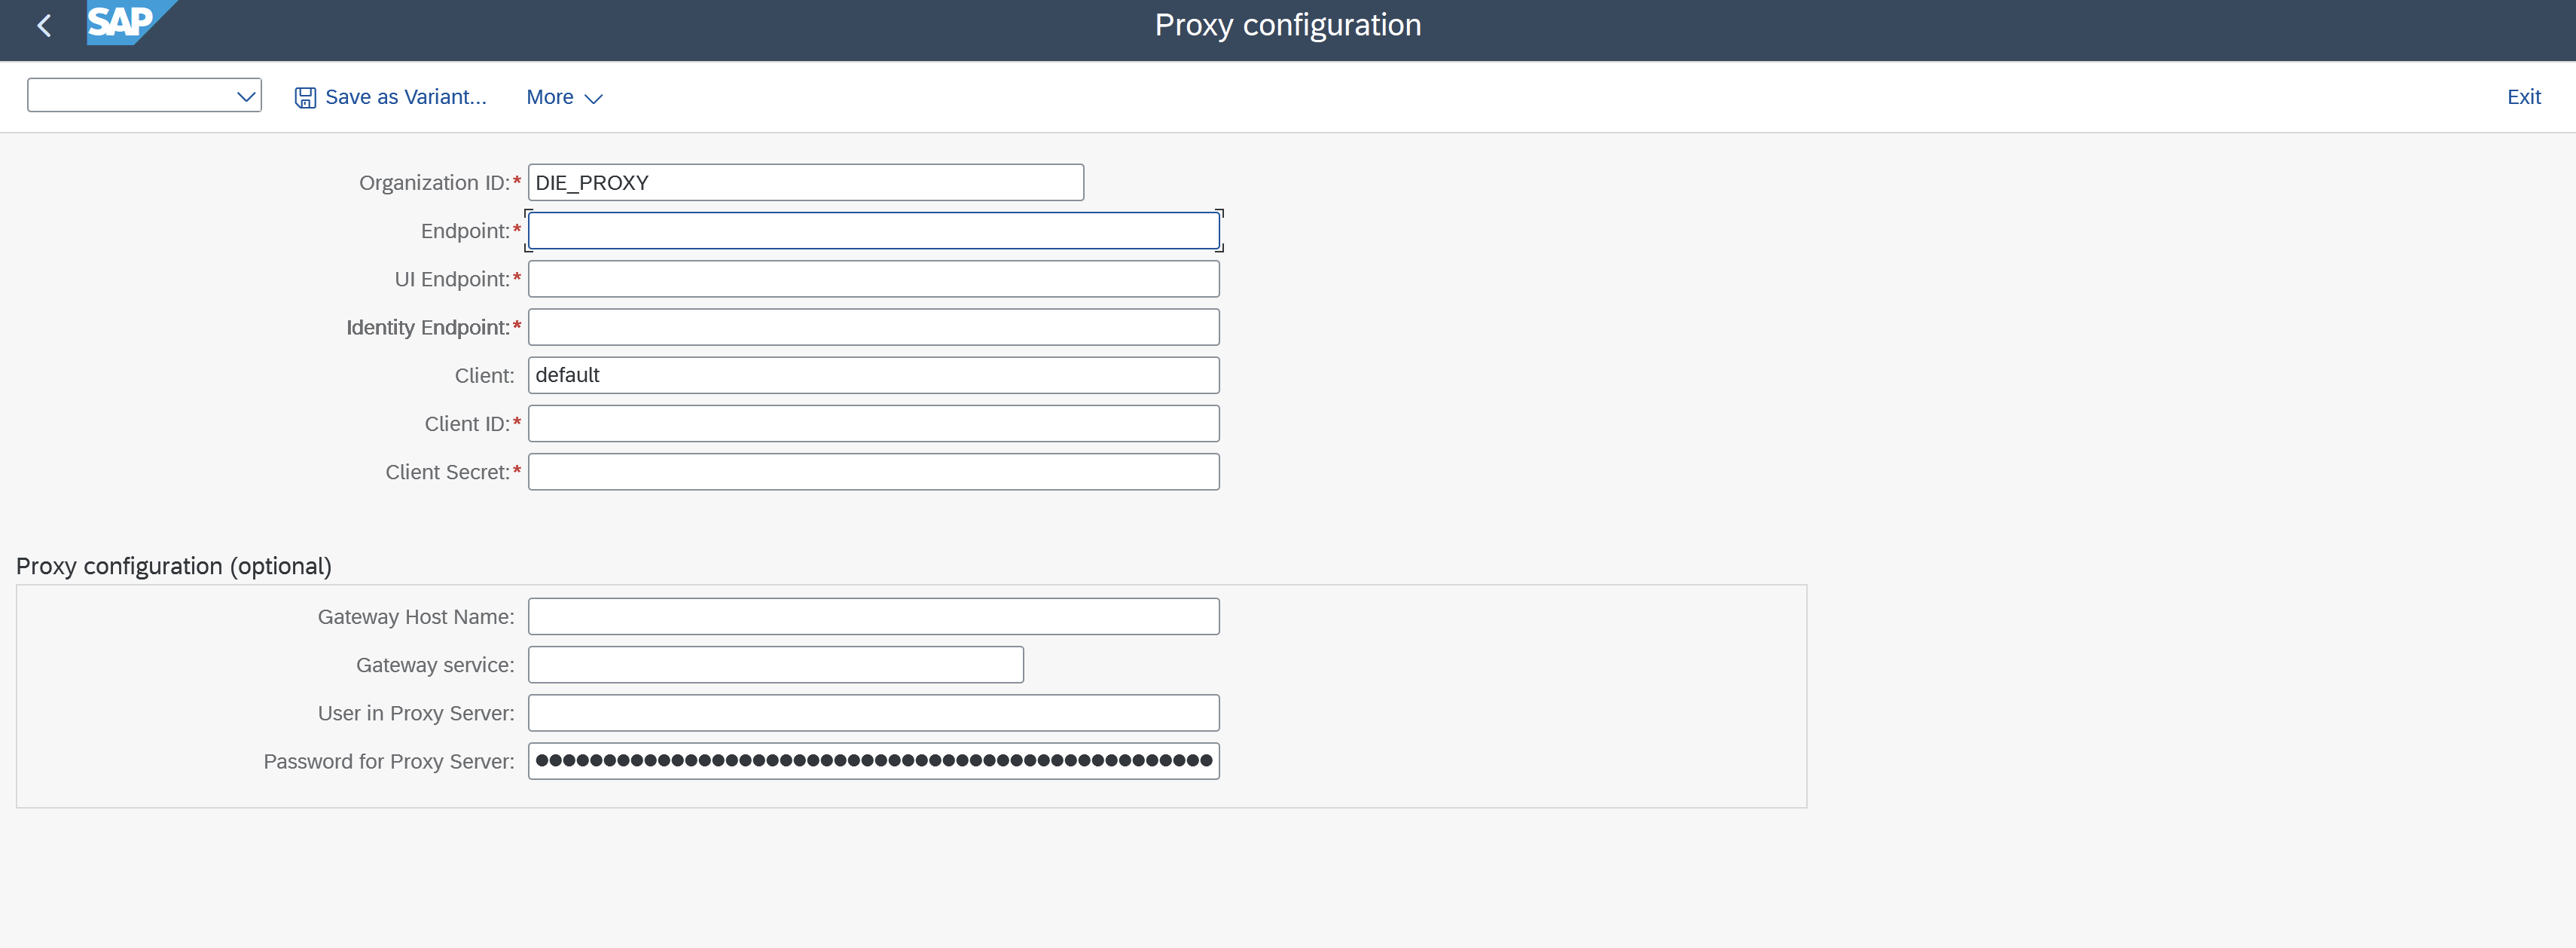 SAP
Proxy configuration
Save as Variant...
More
Exit
Organization ID:* DIE_PROXY
Endpoint:*
UI Endpoint:*
Identity Endpoint:*
Client: default
Client ID:*
Client Secret:*
Proxy configuration (optional)
Gateway Host Name:
Gateway service:
User in Proxy Server:
Password for Proxy Server: